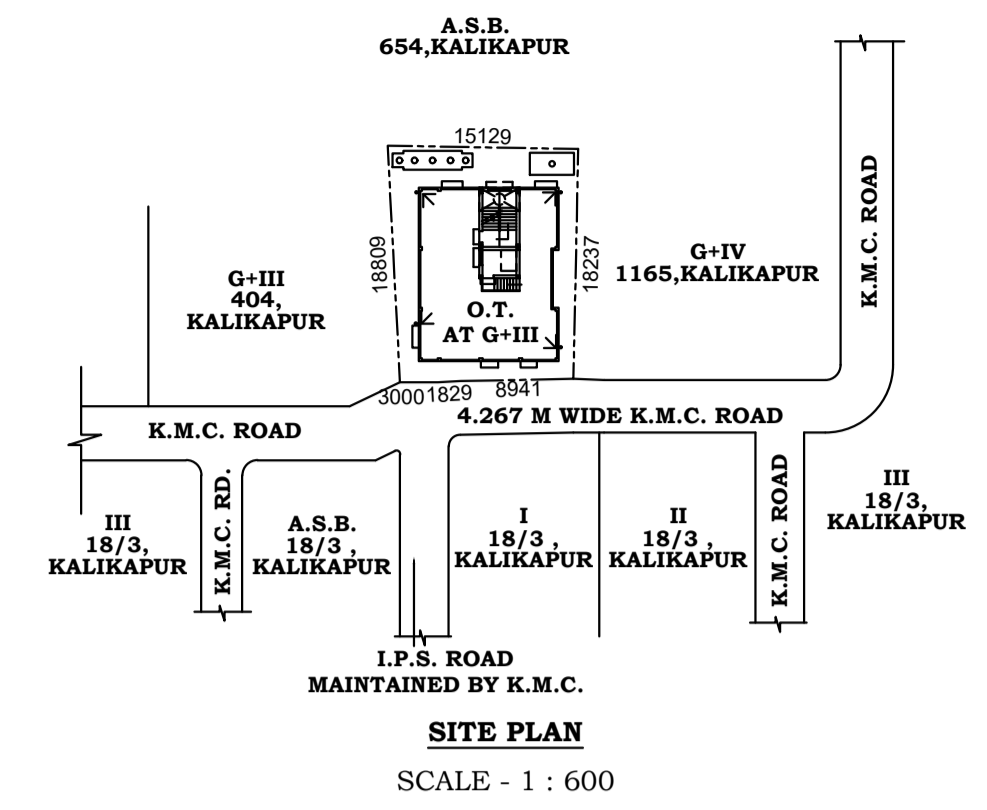 A.S.B.
654,KALIKAPUR
15129
18809
18237
K.M.C. ROAD
G+III
404,
KALIKAPUR
G+IV
1165,KALIKAPUR
O.T.
AT G+III
3000 1829 8941
4.267 M WIDE K.M.C. ROAD
K.M.C. ROAD
III
18/3,
KALIKAPUR
K.M.C. RD.
A.S.B.
18/3 ,
KALIKAPUR
I
18/3 ,
KALIKAPUR
II
18/3 ,
KALIKAPUR
K.M.C. ROAD
III
18/3,
KALIKAPUR
I.P.S. ROAD
MAINTAINED BY K.M.C.
SITE PLAN
SCALE - 1 : 600